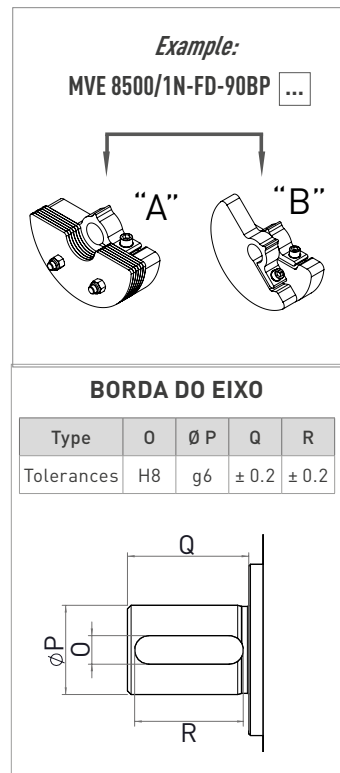 Example:
MVE 8500/1N-FD-90BP ...
“A” “B”
BORDA DO EIXO
Type O Ø P Q R
Tolerances H8 g6 ± 0.2 ± 0.2
Q
øP
O
R